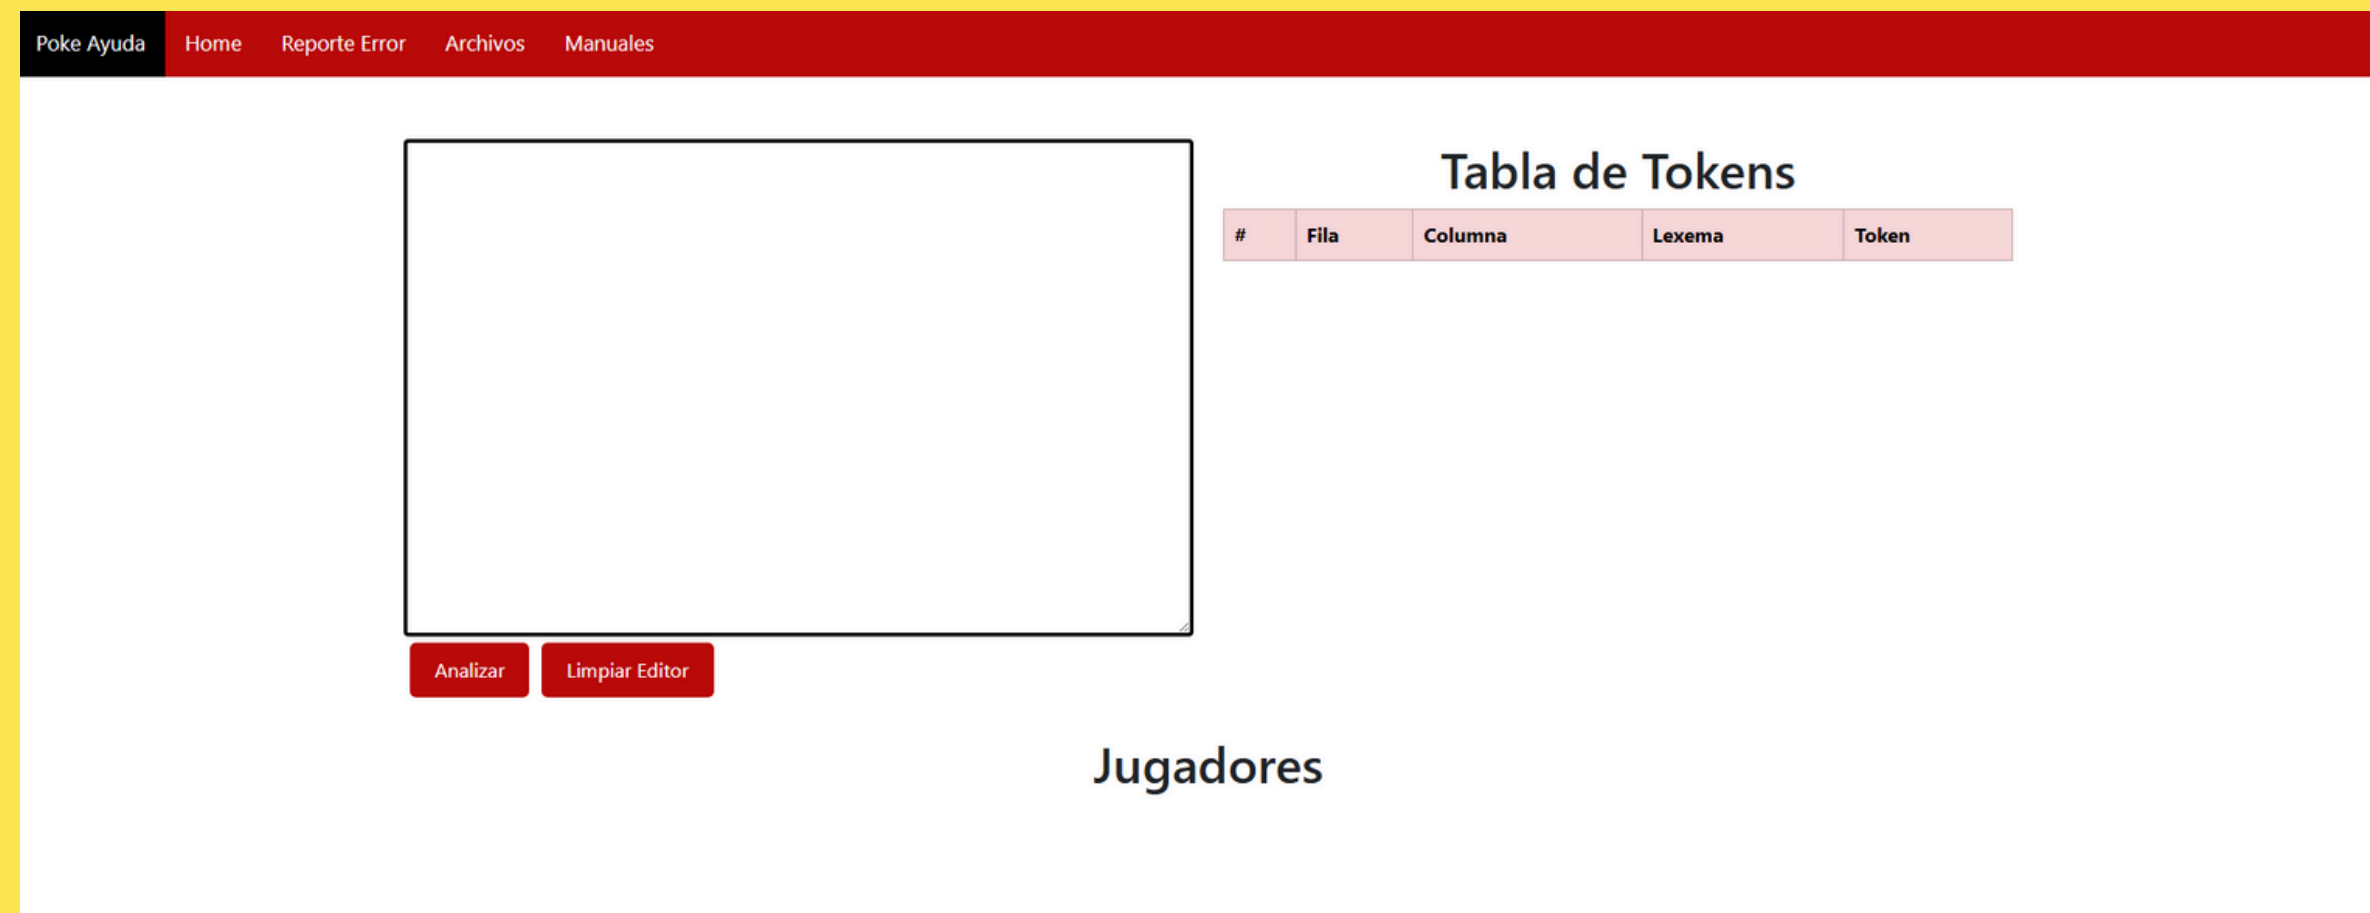 Poke Ayuda Home Reporte Error Archivos Manuales
Tabla de Tokens
# Fila Columna Lexema Token
Analizar Limpiar Editor
Jugadores